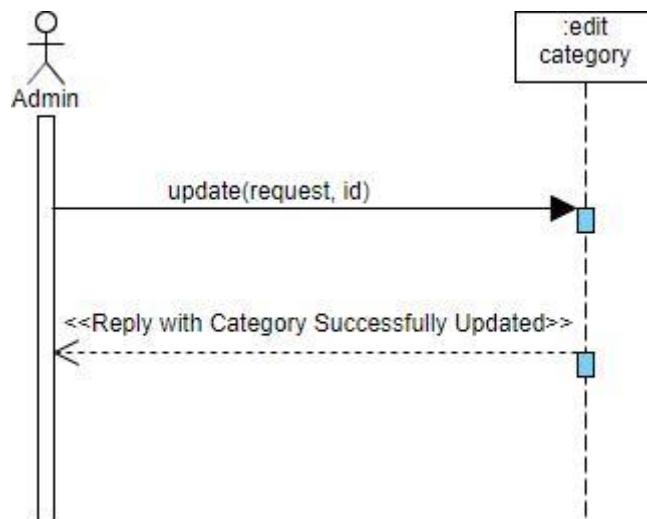 :edit
category
Admin
update(request, id)
<<Reply with Category Successfully Updated>>